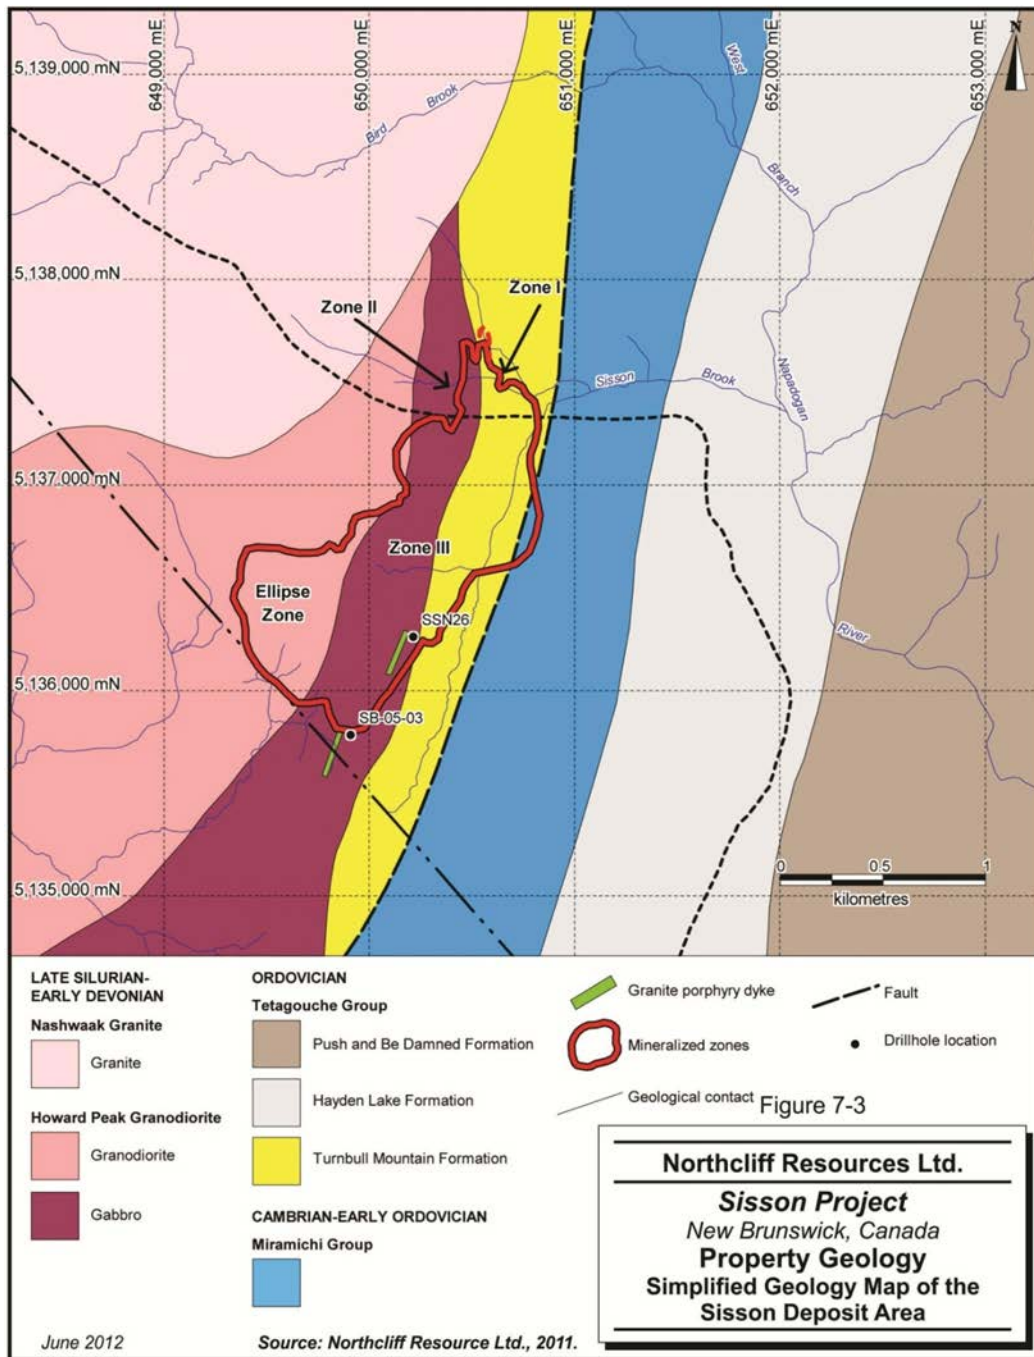 649,000 mE
650,000 mE
651,000 mE
652,000 mE
653,000 mE
N
5,139,000 mN
Bird
Brook
West
Branch
5,138,000 mN
Zone II
Zone I
Sisson
Brook
Napadogan
5,137,000 mN
Zone III
Ellipse
Zone
SSN26
River
5,136,000 mN
SB-05-03
5,135,000 mN
0 0.5 1
kilometres
LATE SILURIAN-
EARLY DEVONIAN
Nashwaak Granite
Granite
Howard Peak Granodiorite
Granodiorite
Gabbro
ORDOVICIAN
Tetagouche Group
Push and Be Damned Formation
Hayden Lake Formation
Turnbull Mountain Formation
CAMBRIAN-EARLY ORDOVICIAN
Miramichi Group
Granite porphyry dyke
Mineralized zones
Geological contact
Fault
Drillhole location
Figure 7-3
Northcliff Resources Ltd.
Sisson Project
New Brunswick, Canada
Property Geology
Simplified Geology Map of the
Sisson Deposit Area
June 2012
Source: Northcliff Resource Ltd., 2011.